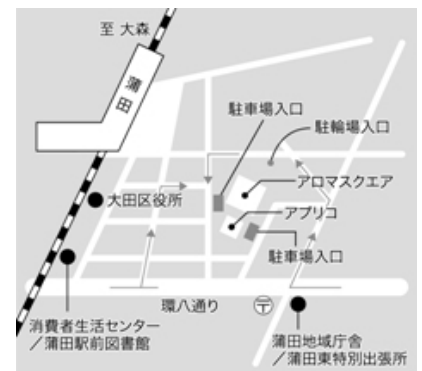 至 大森
蒲田
駐車場入口
駐輪場入口
アロマスクエア
大田区役所
アプリコ
駐車場入口
環八通り
〒
消費者生活センター
／蒲田駅前図書館
蒲田地域庁舎
／蒲田東特別出張所